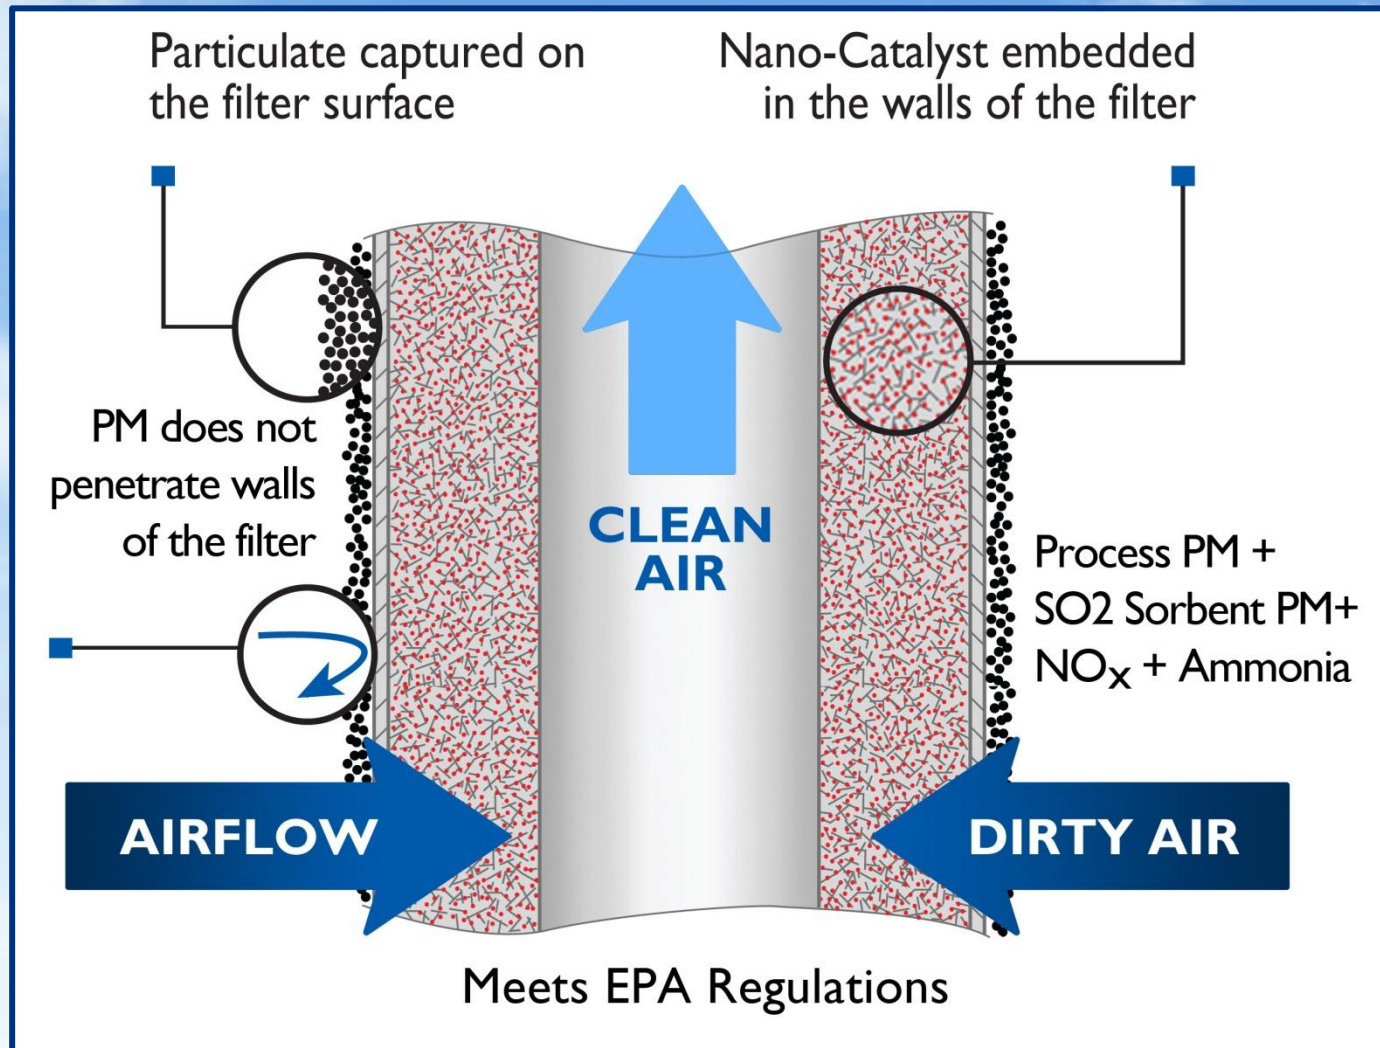 Particulate captured on
the filter surface
Nano-Catalyst embedded
in the walls of the filter
PM does not
penetrate walls
of the filter
CLEAN
AIR
Process PM +
SO2 Sorbent PM+
NOx + Ammonia
AIRFLOW
DIRTY AIR
Meets EPA Regulations